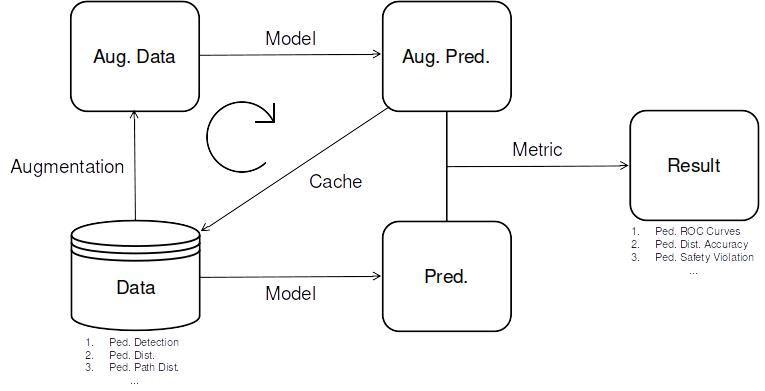 Aug. Data
Model
Aug. Pred.
Augmentation
Cache
Metric
Result
1. Ped. ROC Curves
2. Ped. Dist. Accuracy
3. Ped. Safety Violation
...
Data
Model
Pred.
1. Ped. Detection
2. Ped. Dist.
3. Ped. Path Dist.
...